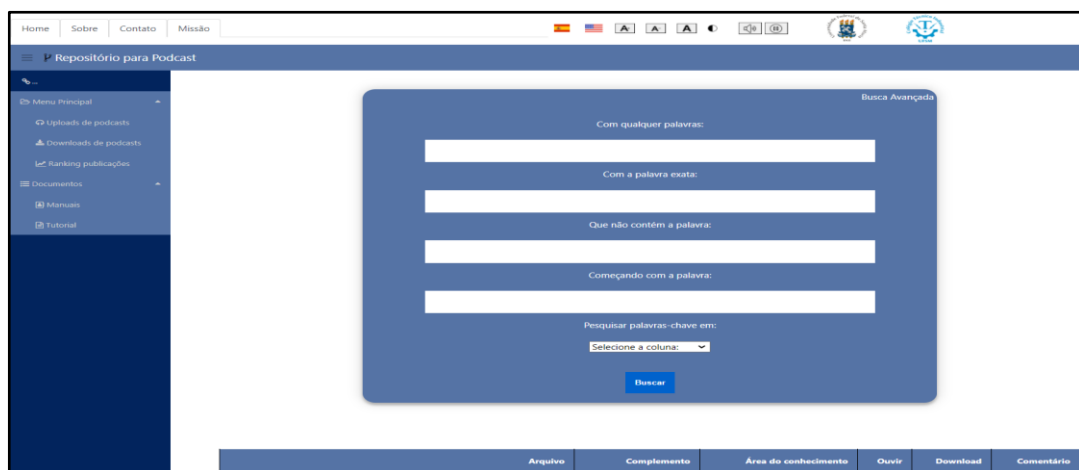 Home Sobre Contato Missão A- A A
Repositório para Podcast
Menu Principal
Uploads de podcasts
Downloads de podcasts
Ranking publicações
Documentos
Manuais
Tutorial
Busca Avançada
Com qualquer palavras:
Com a palavra exata:
Que não contêm a palavra:
Começando com a palavra:
Pesquisar palavras-chave em:
Selecione a coluna:
Buscar
Arquivo Complemento Área do conhecimento Ouvir Download Comentário